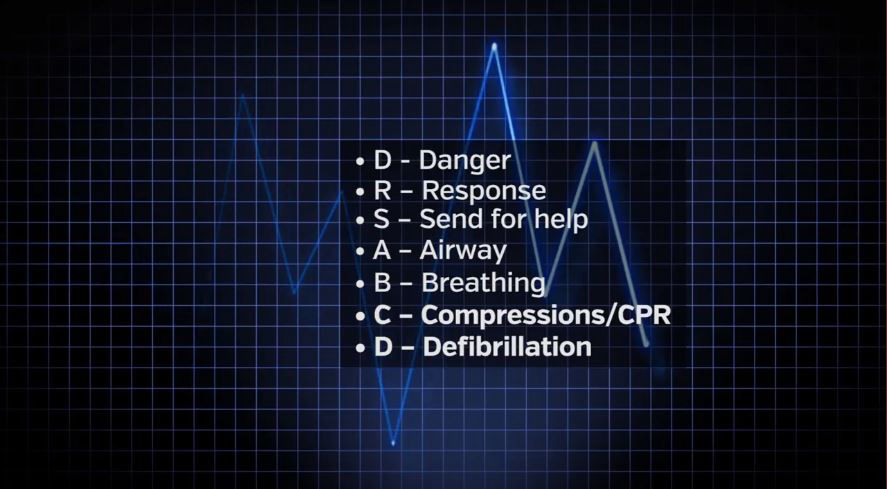 • D - Danger
• R – Response
• S – Send for help
• A – Airway
• B – Breathing
• C – Compressions/CPR
• D – Defibrillation